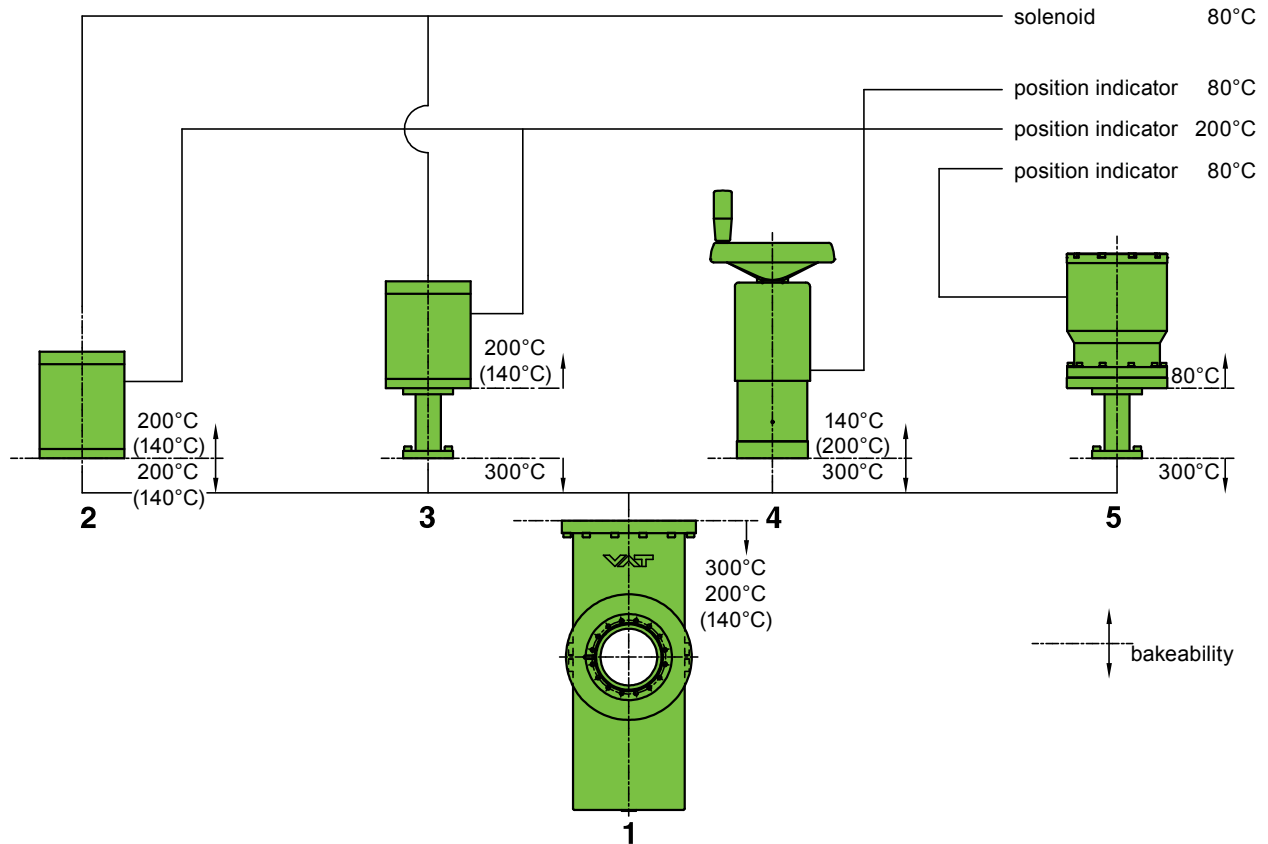 solenoid 80°C
position indicator 80°C
position indicator 200°C
position indicator 80°C
200°C
(140°C)
200°C
(140°C)
200°C
(140°C)
300°C
140°C
(200°C)
300°C
80°C
300°C
2
3
4
5
VAT
300°C
200°C
(140°C)
bakeability
1